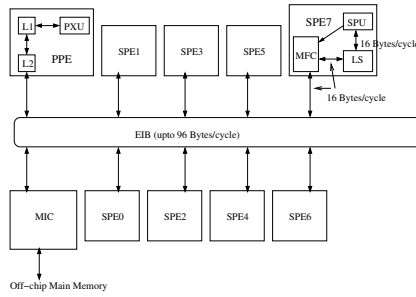 L1
PXU
L2
PPE
SPE1
SPE3
SPE5
SPE7
SPU
MFC
LS
16 Bytes/cycle
16 Bytes/cycle
EIB (upto 96 Bytes/cycle)
MIC
SPE0
SPE2
SPE4
SPE6
Off−chip Main Memory